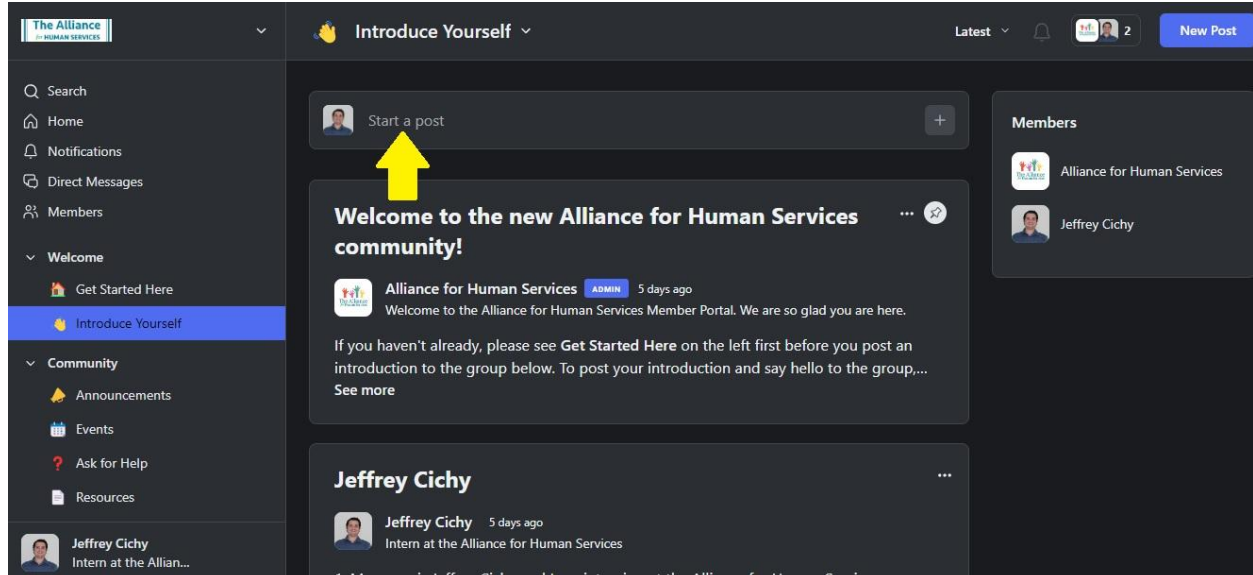 The Alliance
for HUMAN SERVICES
Search
Home
Notifications
Direct Messages
Members
Welcome
Get Started Here
Introduce Yourself
Community
Announcements
Events
Ask for Help
Resources
Jeffrey Cichy
Intern at the Allian...
Introduce Yourself
Latest
2
New Post
Start a post
Welcome to the new Alliance for Human Services
community!
Alliance for Human Services ADMIN 5 days ago
Welcome to the Alliance for Human Services Member Portal. We are so glad you are here.
If you haven't already, please see Get Started Here on the left first before you post an
introduction to the group below. To post your introduction and say hello to the group,...
See more
Jeffrey Cichy
Jeffrey Cichy 5 days ago
Intern at the Alliance for Human Services
Members
Alliance for Human Services
Jeffrey Cichy